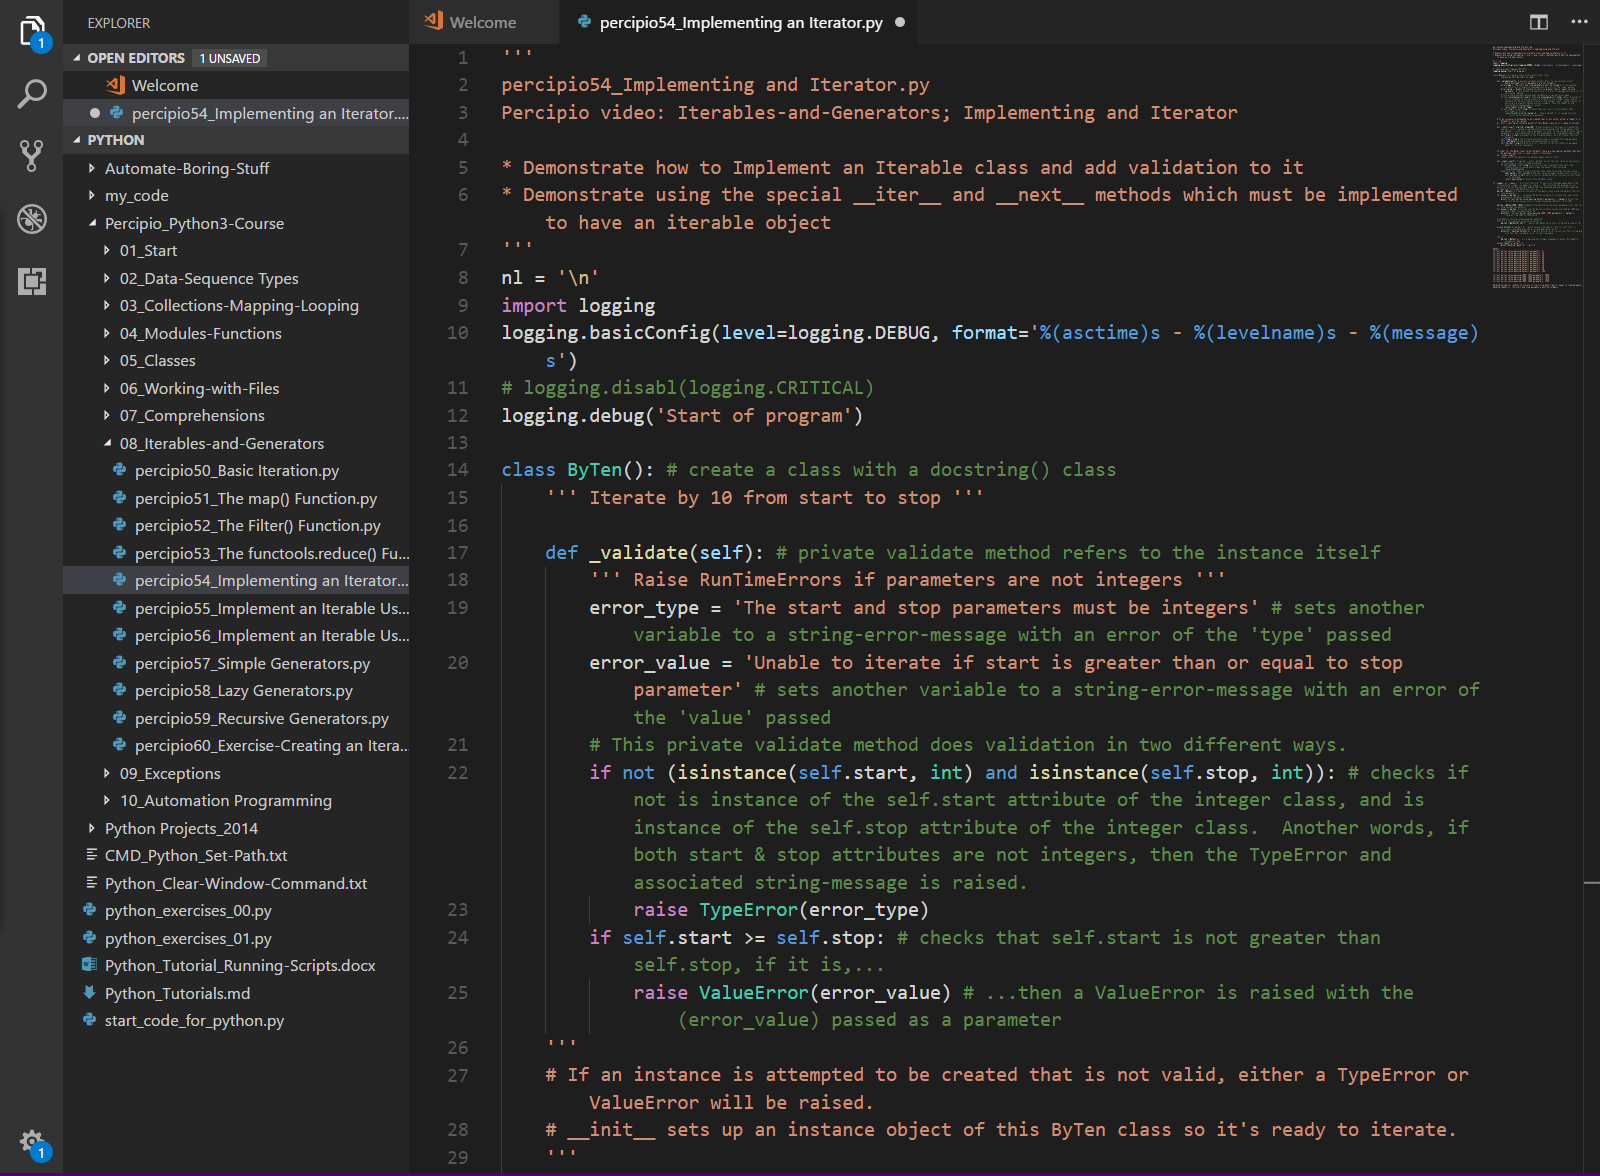 EXPLORER
OPEN EDITORS 1 UNSAVED
Welcome
percipio54_Implementing an Iterator....
PYTHON
Automate-Boring-Stuff
my_code
Percipio_Python3-Course
01_Start
02_Data-Sequence Types
03_Collections-Mapping-Looping
04_Modules-Functions
05_Classes
06_Working-with-Files
07_Comprehensions
08_Iterables-and-Generators
percipio50_Basic Iteration.py
percipio51_The map() Function.py
percipio52_The Filter() Function.py
percipio53_The functools.reduce() Fu...
percipio54_Implementing an Iterator...
percipio55_Implement an Iterable Us...
percipio56_Implement an Iterable Us...
percipio57_Simple Generators.py
percipio58_Lazy Generators.py
percipio59_Recursive Generators.py
percipio60_Exercise-Creating an Itera...
09_Exceptions
10_Automation Programming
Python Projects_2014
CMD_Python_Set-Path.txt
Python_Clear-Window-Command.txt
python_exercises_00.py
python_exercises_01.py
Python_Tutorial_Running-Scripts.docx
Python_Tutorials.md
start_code_for_python.py
1
1
Welcome
percipio54_Implementing an Iterator.py
1 '''
2 percipio54_Implementing and Iterator.py
3 Percipio video: Iterables-and-Generators; Implementing and Iterator
4
5 * Demonstrate how to Implement an Iterable class and add validation to it
6 * Demonstrate using the special __iter__ and __next__ methods which must be implemented
to have an iterable object
7 '''
8 nl = '\n'
9 import logging
10 logging.basicConfig(level=logging.DEBUG, format='%(asctime)s - %(levelname)s - %(message)
s')
11 # logging.disabl(logging.CRITICAL)
12 logging.debug('Start of program')
13
14 class ByTen(): # create a class with a docstring() class
15 ''' Iterate by 10 from start to stop '''
16
17 def _validate(self): # private validate method refers to the instance itself
18 ''' Raise RunTimeErrors if parameters are not integers '''
19 error_type = 'The start and stop parameters must be integers' # sets another
variable to a string-error-message with an error of the 'type' passed
20 error_value = 'Unable to iterate if start is greater than or equal to stop
parameter' # sets another variable to a string-error-message with an error of
the 'value' passed
21 # This private validate method does validation in two different ways.
22 if not (isinstance(self.start, int) and isinstance(self.stop, int)): # checks if
not is instance of the self.start attribute of the integer class, and is
instance of the self.stop attribute of the integer class.  Another words, if
both start & stop attributes are not integers, then the TypeError and
associated string-message is raised.
23 raise TypeError(error_type)
24 if self.start >= self.stop: # checks that self.start is not greater than
self.stop, if it is,...
25 raise ValueError(error_value) # ...then a ValueError is raised with the
(error_value) passed as a parameter
26 '''
27 # If an instance is attempted to be created that is not valid, either a TypeError or
ValueError will be raised.
28 # __init__ sets up an instance object of this ByTen class so it's ready to iterate.
29 '''